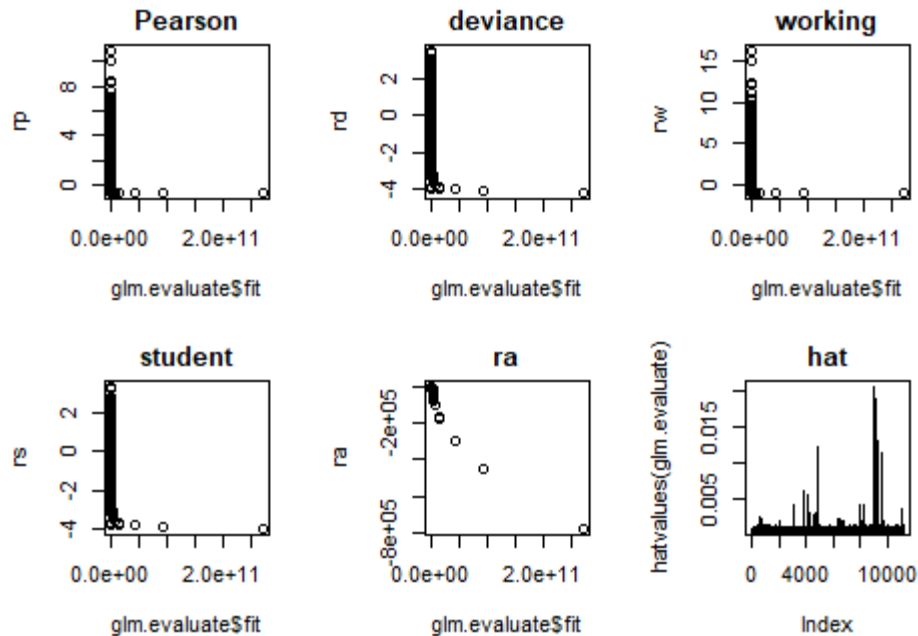 Pearson
deviance
working
rp
0 4 8
0.0e+00 2.0e+11
glm.evaluate$fit
rd
-4 -2 0 2
0.0e+00 2.0e+11
glm.evaluate$fit
rw
0 5 10 15
0.0e+00 2.0e+11
glm.evaluate$fit
student
ra
hat
rs
-4 -2 0 2
0.0e+00 2.0e+11
glm.evaluate$fit
ra
-8e+05 -2e+05
0.0e+00 2.0e+11
glm.evaluate$fit
hatvalues(glm.evaluate)
0.005 0.015
0 4000 10000
Index